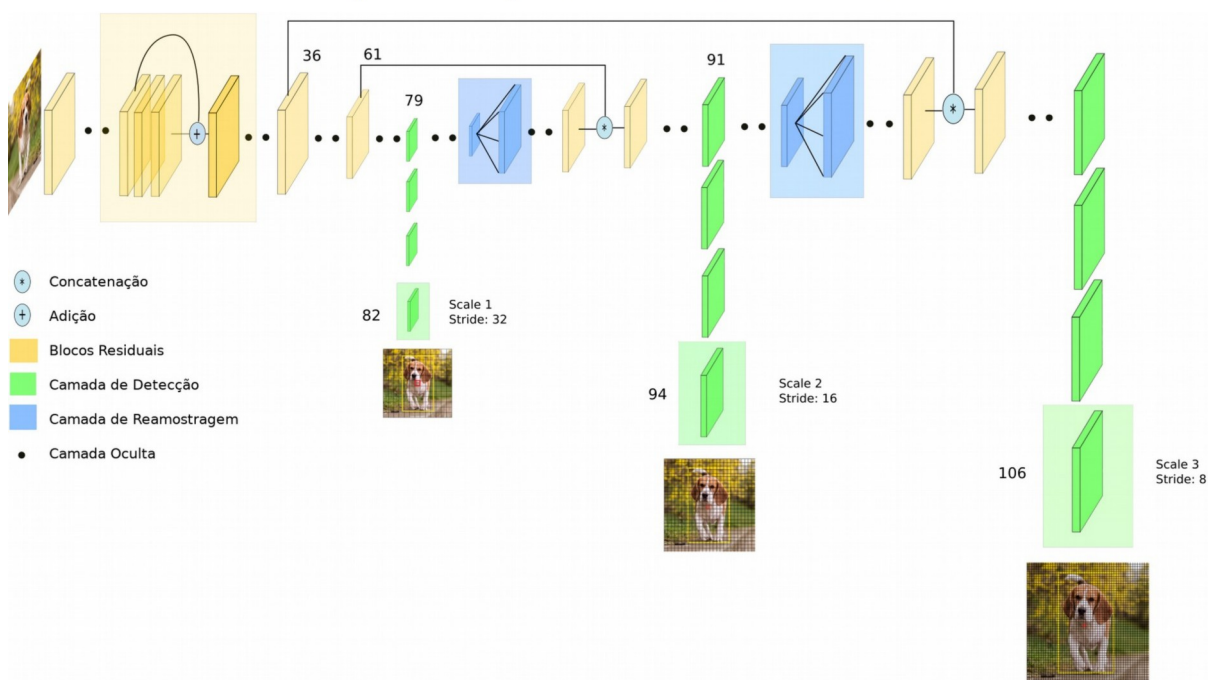 36
61
91
79
+
*
*
* Concatenação
+ Adição
Blocos Residuais
Camada de Detecção
Camada de Reamostragem
Camada Oculta
82
Scale 1
Stride: 32
94
Scale 2
Stride: 16
106
Scale 3
Stride: 8